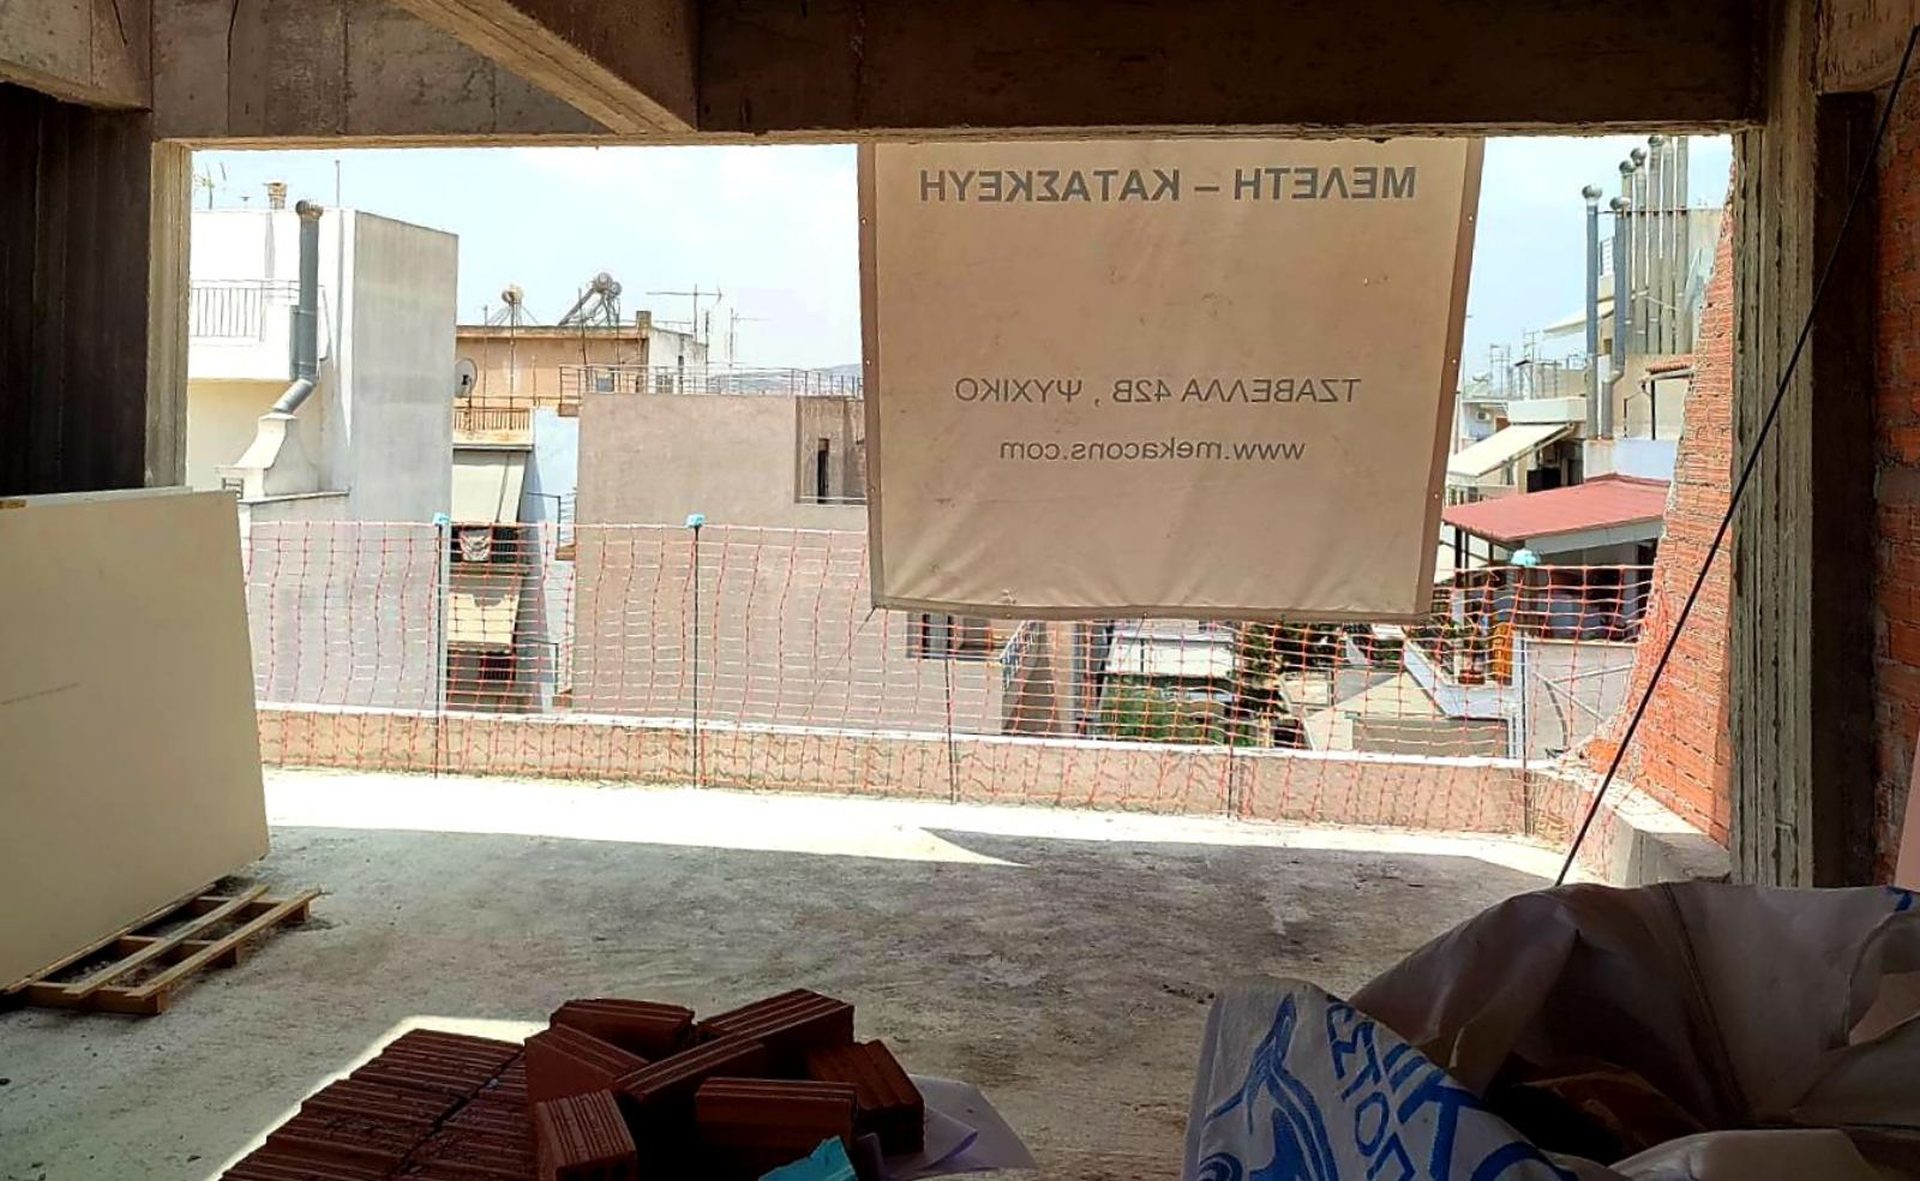 ΜΕΛΕΤΗ – ΚΑΤΑΣΚΕΥΗ
ΤΖΑΒΕΛΛΑ 42Β , ΨΥΧΙΚΟ
www.mekacons.com